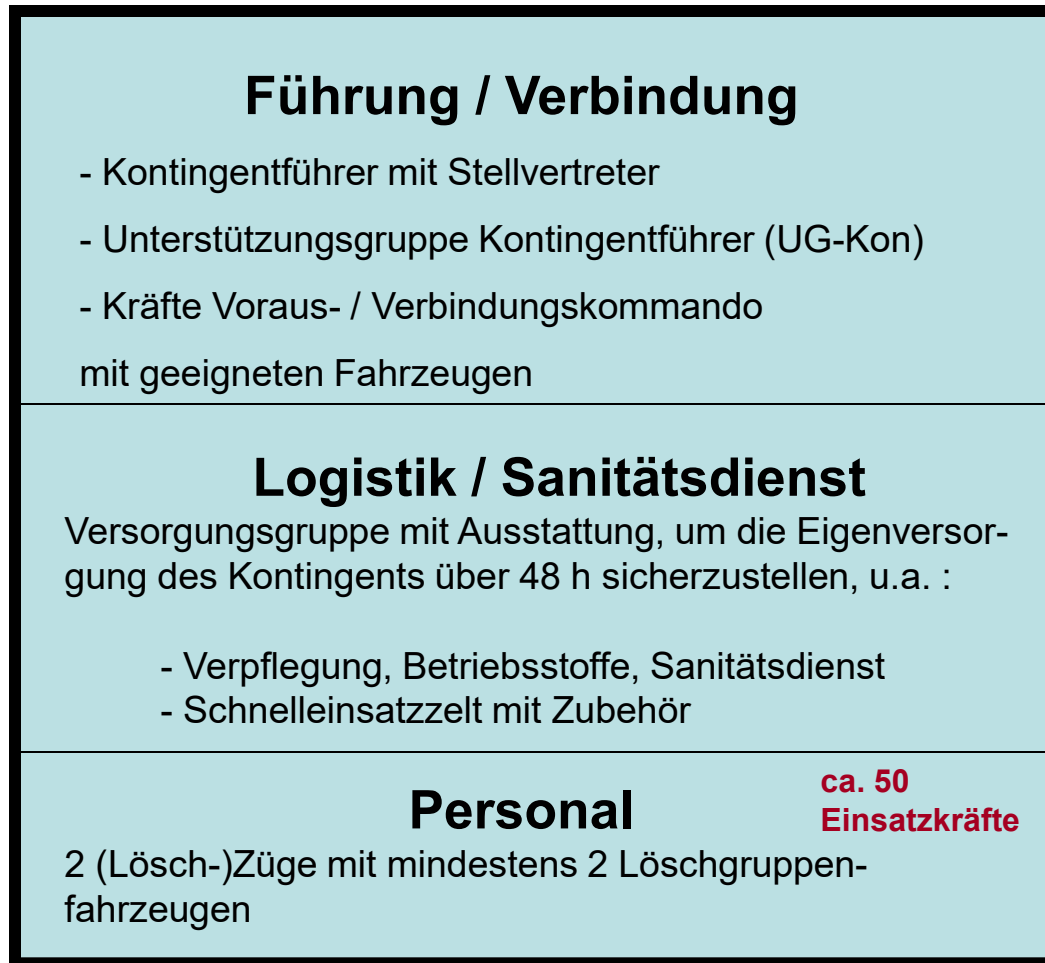 Führung / Verbindung
- Kontingentführer mit Stellvertreter
- Unterstützungsgruppe Kontingentführer (UG-Kon)
- Kräfte Voraus- / Verbindungskommando
mit geeigneten Fahrzeugen
Logistik / Sanitätsdienst
Versorgungsgruppe mit Ausstattung, um die Eigenversor-
gung des Kontingents über 48 h sicherzustellen, u.a. :
- Verpflegung, Betriebsstoffe, Sanitätsdienst
- Schnelleinsatzzelt mit Zubehör
Personal
ca. 50
Einsatzkräfte
2 (Lösch-)Züge mit mindestens 2 Löschgruppen-
fahrzeugen